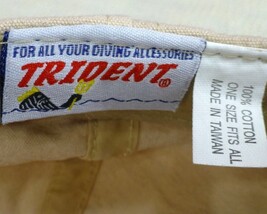 FOR ALL YOUR DIVING ACCESSORIES
TRIDENT®
100% COTTON
ONE SIZE FITS ALL
MADE IN TAIWAN